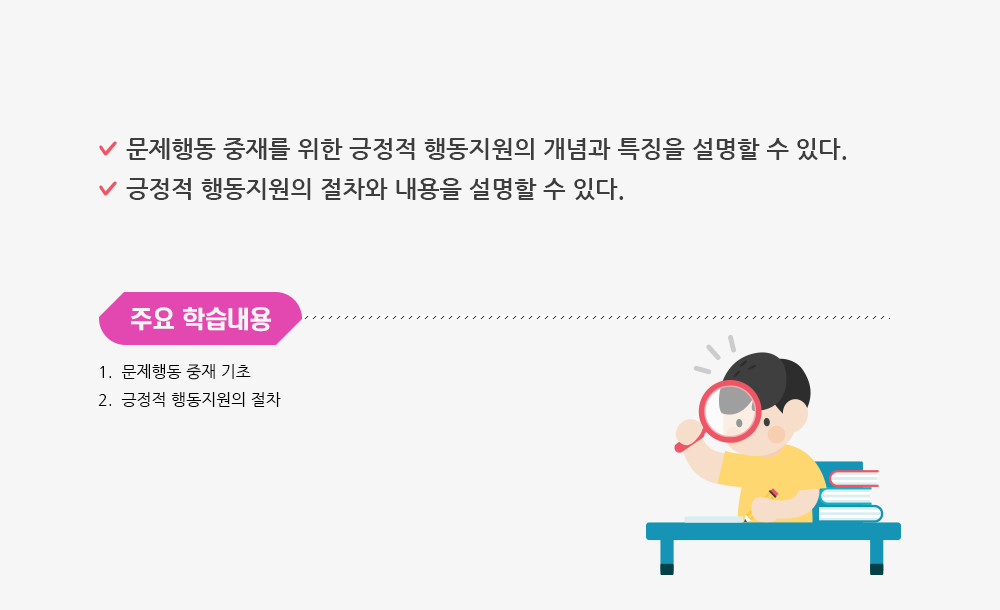 문제행동 중재를 위한 긍정적 행동지원의 개념과 특징을 설명할 수 있다.
긍정적 행동지원의 절차와 내용을 설명할 수 있다.
주요 학습내용
1. 문제행동 중재 기초
2. 긍정적 행동지원의 절차